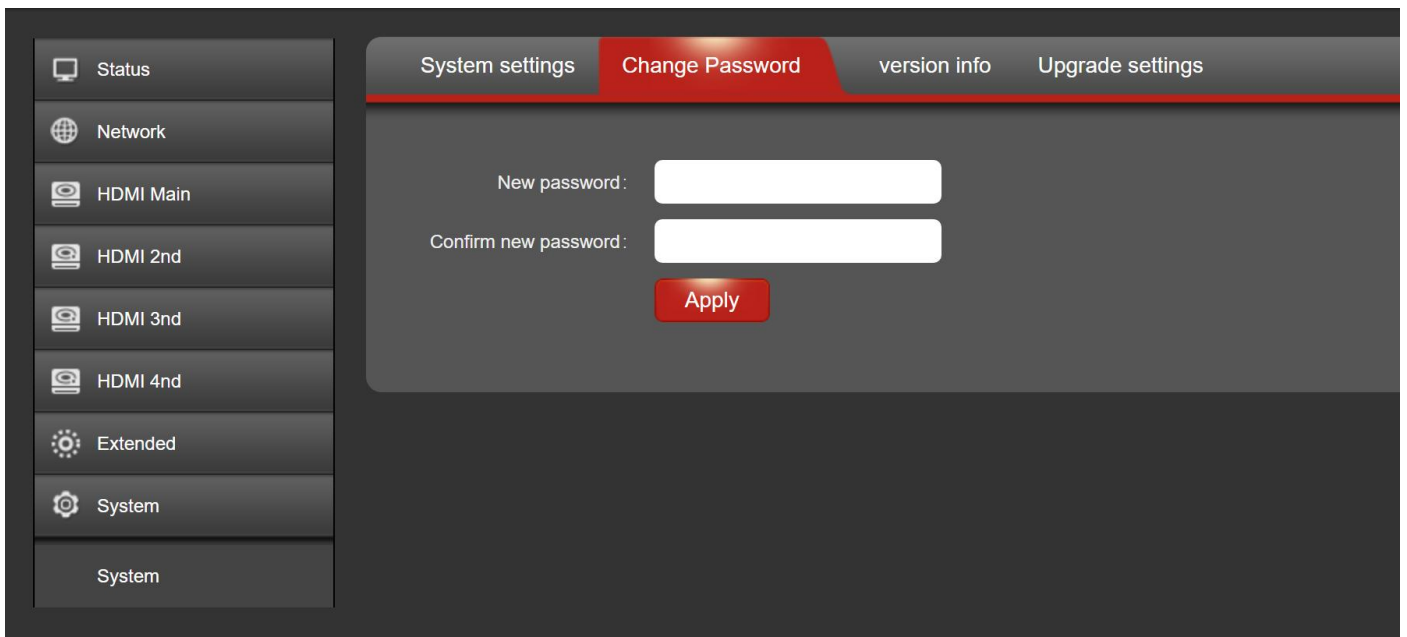 Status
Network
HDMI Main
HDMI 2nd
HDMI 3nd
HDMI 4nd
Extended
System
System
System settings Change Password version info Upgrade settings
New password:
Confirm new password:
Apply